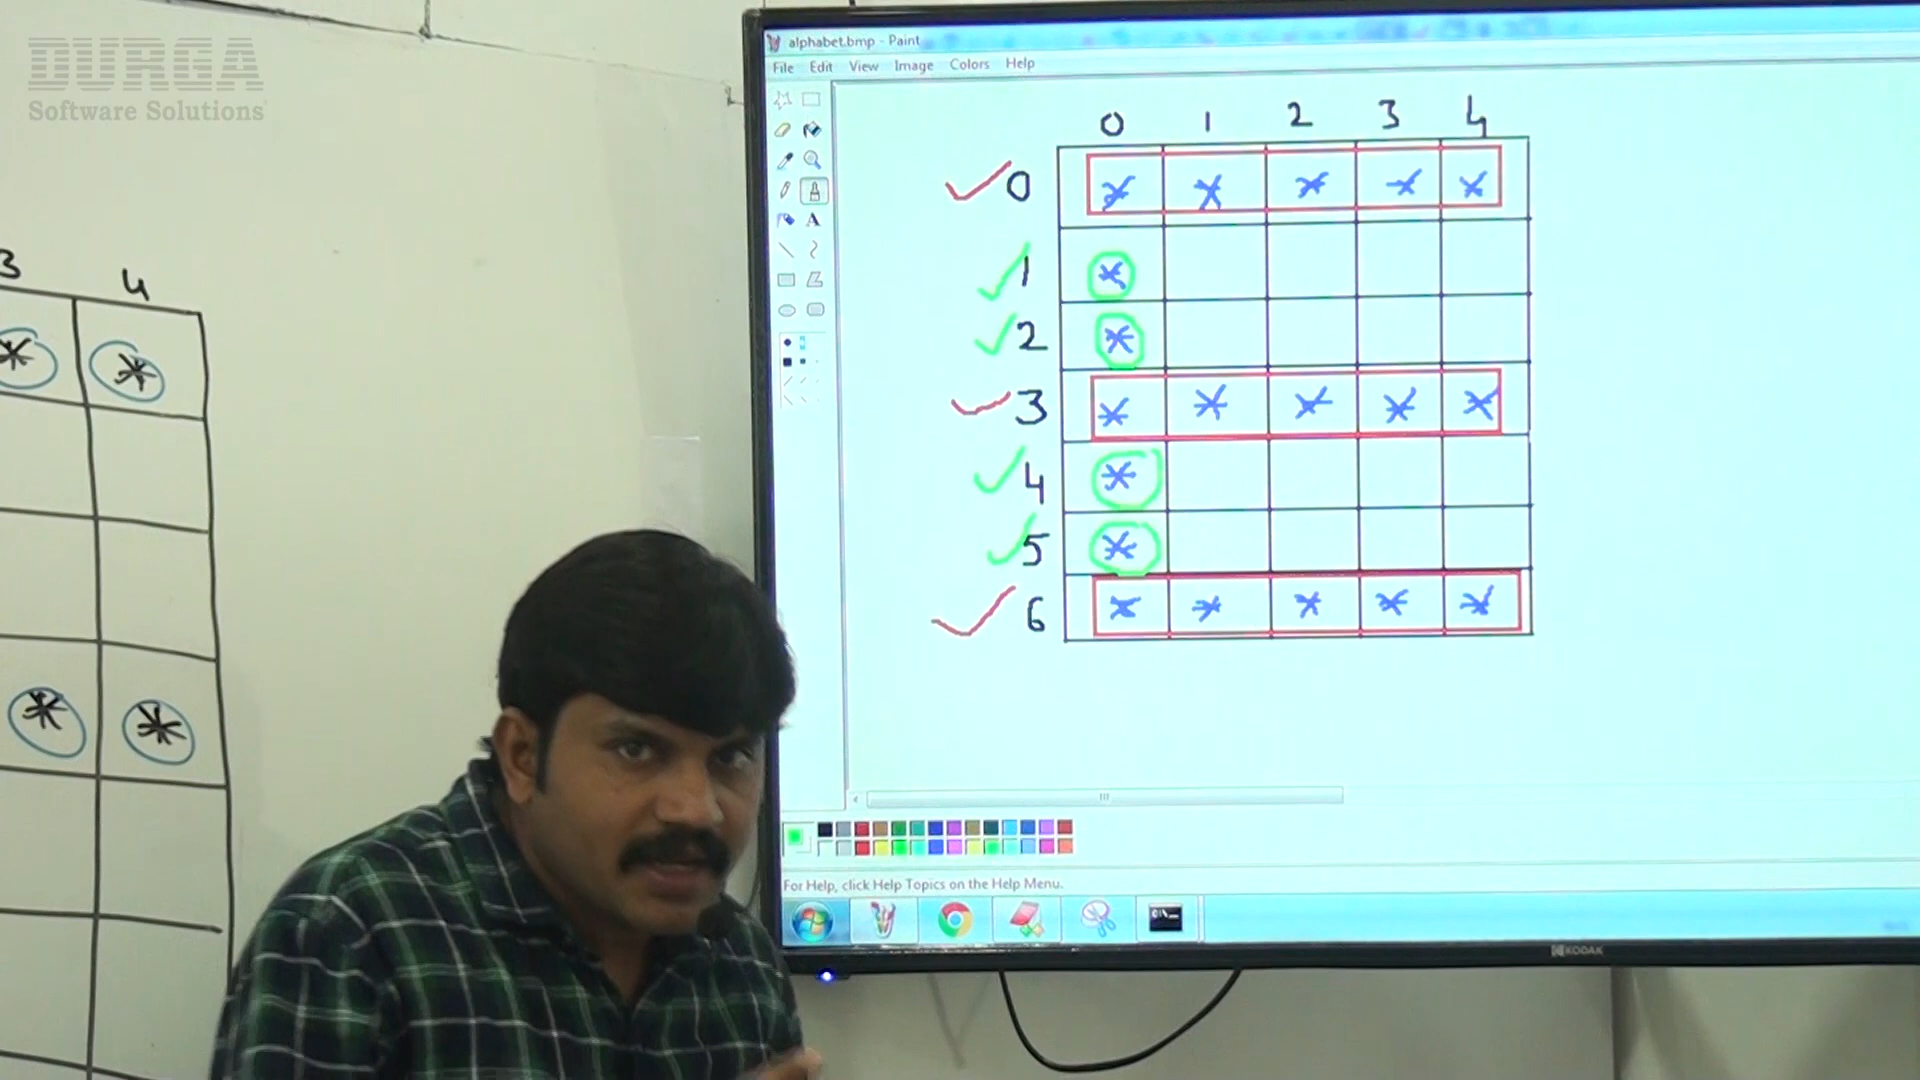 DURGA
Software Solutions
alphabet.bmp - Paint
File Edit View Image Colors Help
A
0 1 2 3 4
0 * * * * *
1 *
2 *
3 * * * * *
4 *
5 *
6 * * * * *
3 4
* *
* *
For Help, click Help Topics on the Help Menu.
C:\_
KODAK